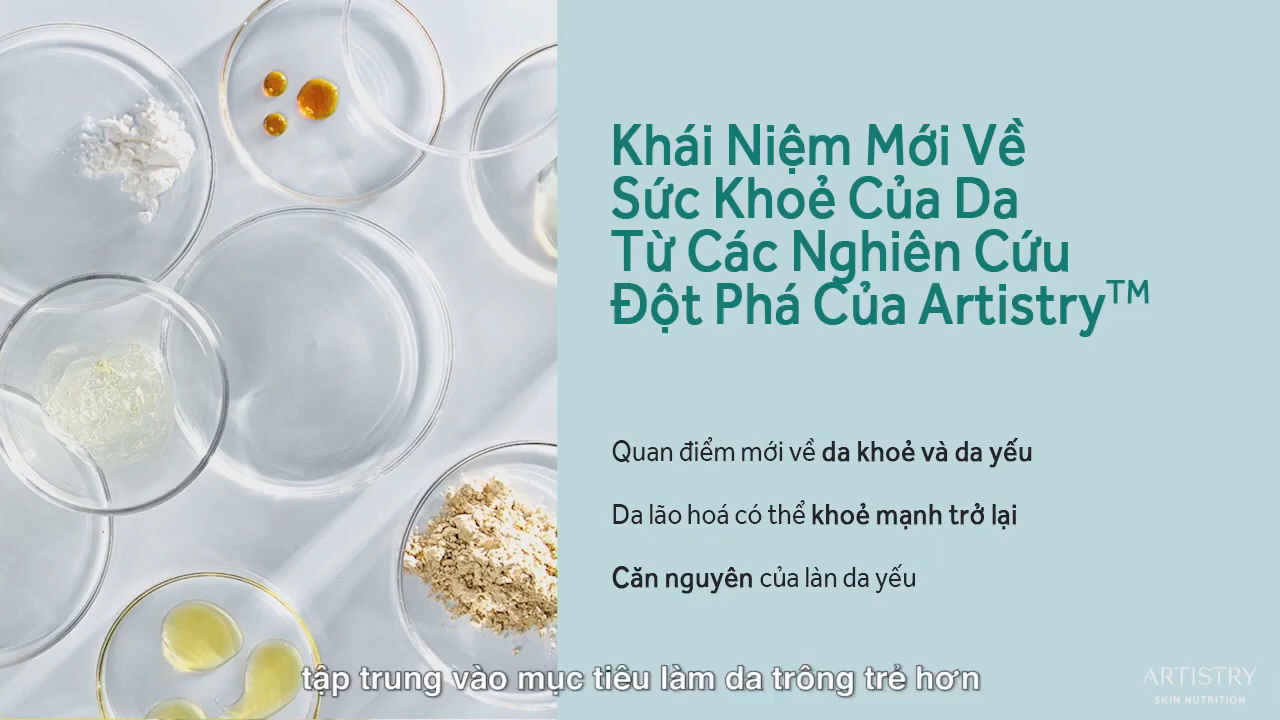 Khái Niệm Mới Về
Sức Khoẻ Của Da
Từ Các Nghiên Cứu
Đột Phá Của Artistry™
Quan điểm mới về da khoẻ và da yếu
Da lão hoá có thể khoẻ mạnh trở lại
Căn nguyên của làn da yếu
tập trung vào mục tiêu làm da trông trẻ hơn
ARTISTRY
SKIN NUTRITION